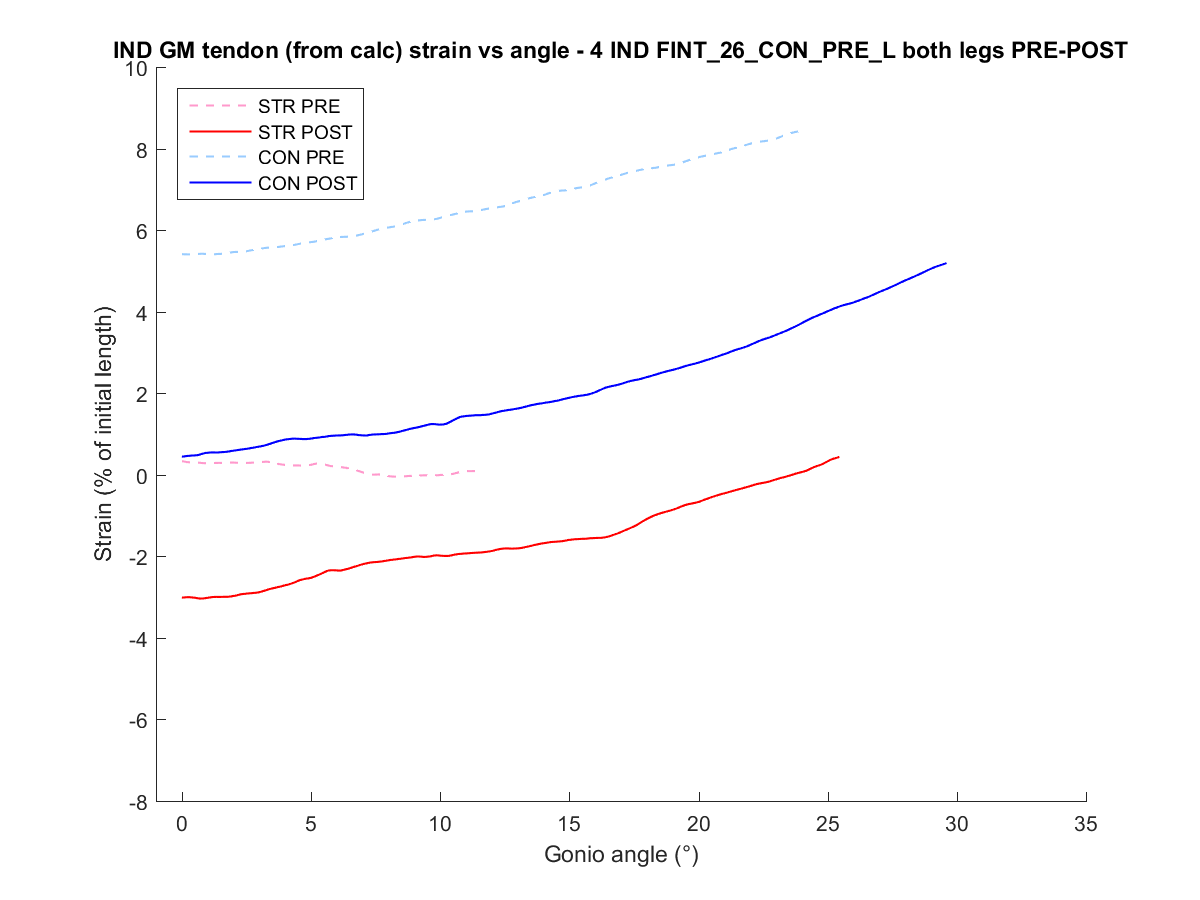 IND GM tendon (from calc) strain vs angle - 4 IND FINT_26_CON_PRE_L both legs PRE-POST
10
8
6
4
2
0
-2
-4
-6
-8
STR PRE
STR POST
CON PRE
CON POST
Strain (% of initial length)
0 5 10 15 20 25 30 35
Gonio angle (°)